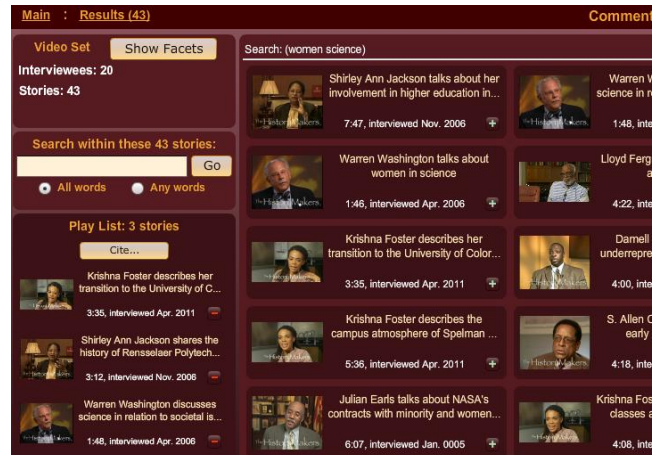 Main : Results (43)
Comment
Video Set
Show Facets
Interviewees: 20
Stories: 43
Search within these 43 stories:
Go
All words
Any words
Play List: 3 stories
Cite...
Krishna Foster describes her
transition to the University of C...
3:35, interviewed Apr. 2011
Shirley Ann Jackson shares the
history of Rensselaer Polytech...
3:12, interviewed Nov. 2006
Warren Washington discusses
science in relation to societal is...
1:48, interviewed Apr. 2006
Search: (women science)
Shirley Ann Jackson talks about her
involvement in higher education in...
7:47, interviewed Nov. 2006
Warren W
science in re
1:48, inte
Warren Washington talks about
women in science
1:46, interviewed Apr. 2006
Lloyd Ferg
a
4:22, inte
Krishna Foster describes her
transition to the University of Color...
3:35, interviewed Apr. 2011
Darnell
underrepre
4:00, inte
Krishna Foster describes the
campus atmosphere of Spelman ...
5:36, interviewed Apr. 2011
S. Allen C
early
4:18, inte
Julian Earls talks about NASA's
contracts with minority and women...
6:07, interviewed Jan. 0005
Krishna Fos
classes a
4:08, inte